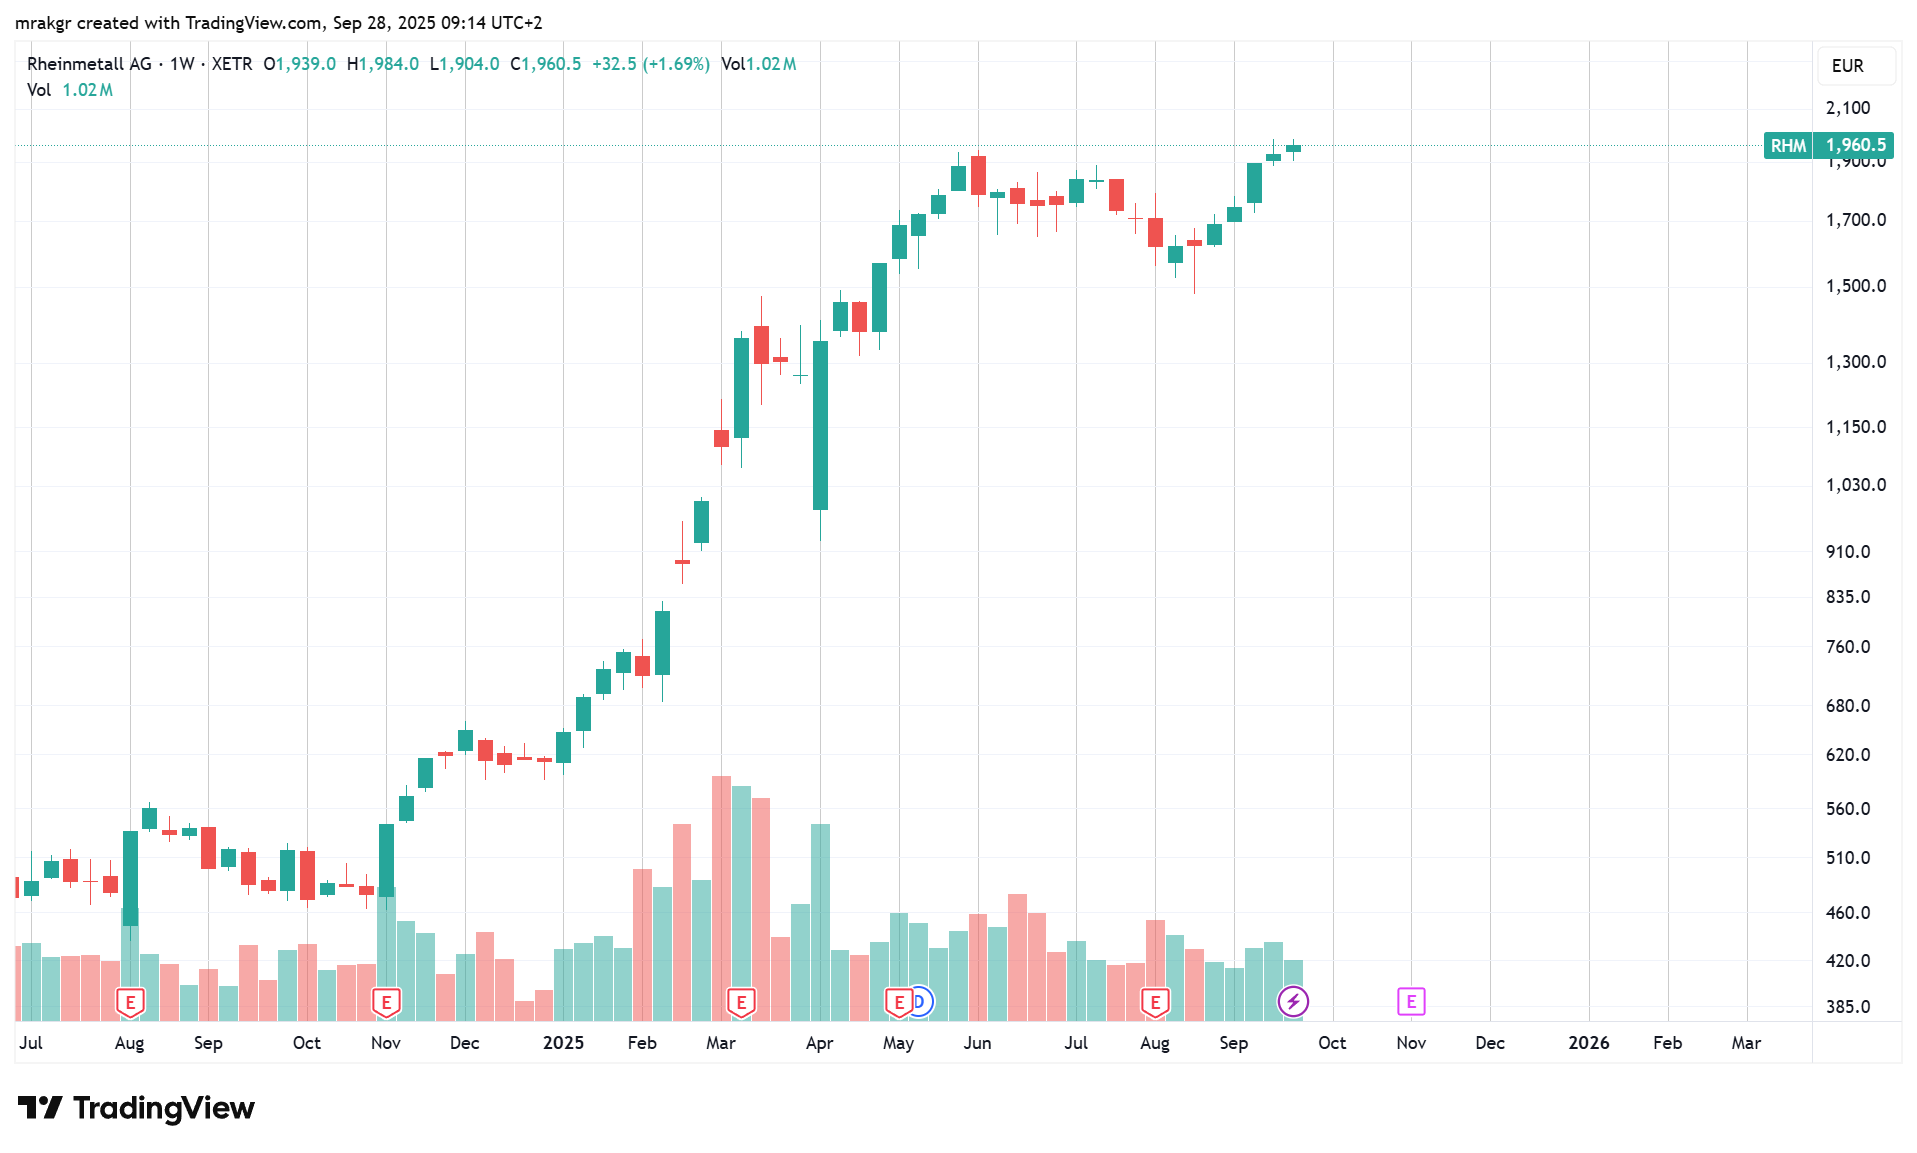 mrakgr created with TradingView.com, Sep 28, 2025 09:14 UTC+2
Rheinmetall AG · 1W · XETR O1,939.0 H1,984.0 L1,904.0 C1,960.5 +32.5 (+1.69%) Vol1.02M
Vol 1.02M
EUR
2,100
RHM 1,960.5
1,900.0
1,700.0
1,500.0
1,300.0
1,150.0
1,030.0
910.0
835.0
760.0
680.0
620.0
560.0
510.0
460.0
420.0
385.0
E E E E D E E
Jul Aug Sep Oct Nov Dec 2025 Feb Mar Apr May Jun Jul Aug Sep Oct Nov Dec 2026 Feb Mar
TradingView